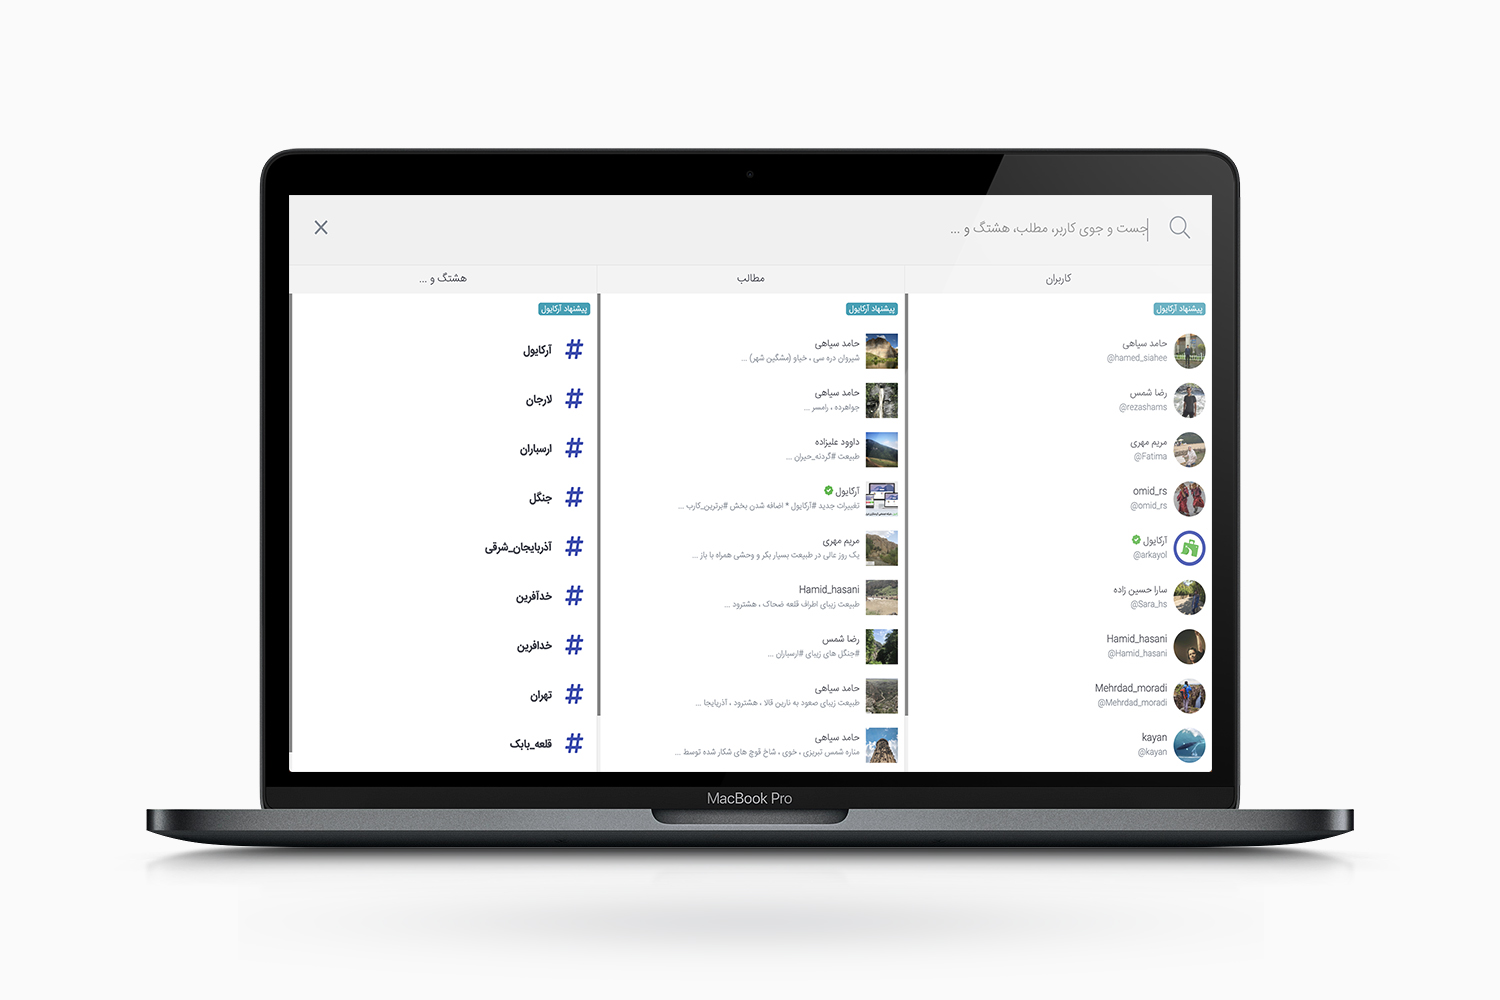 جست و جوی کاربر، مطلب، هشتگ و ...
کاربران
پیشنهاد آرکایول
حامد سیاهی
@hamed_siahee
رضا شمس
@rezashams
مریم مهری
@Fatima
omid_rs
@omid_rs
آرکایول
@arkayol
سارا حسین زاده
@Sara_hs
Hamid_hasani
@Hamid_hasani
Mehrdad_moradi
@Mehrdad_moradi
kayan
@kayan
مطالب
پیشنهاد آرکایول
حامد سیاهی
شیروان دره سی ، خیاو (مشگین شهر) ...
حامد سیاهی
جواهرده ، رامسر ...
داوود علیزاده
طبیعت #گردنه_حیران ...
آرکایول
تغییرات جدید #آرکایول * اضافه شدن بخش #برترین_کارب ...
مریم مهری
یک روز عالی در طبیعت بسیار بکر و وحشی همراه با باز ...
Hamid_hasani
طبیعت زیبای اطراف قلعه ضحاک ، هشترود ...
رضا شمس
#جنگل های زیبای #ارسباران ...
حامد سیاهی
طبیعت زیبای صعود به نارین قالا ، هشترود ، آذربایجا ...
حامد سیاهی
مناره شمس تبریزی ، خوی ، شاخ قوچ های شکار شده توسط ...
هشتگ و ...
پیشنهاد آرکایول
# آرکایول
# لارجان
# ارسباران
# جنگل
# آذربایجان_شرقی
# خدآفرین
# خدافرین
# تهران
# قلعه_بابک
MacBook Pro